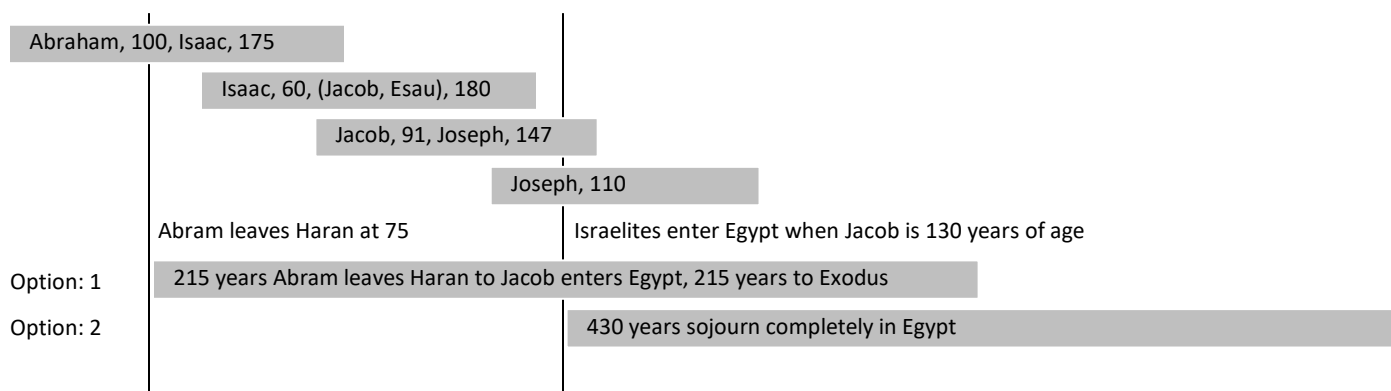 Abraham, 100, Isaac, 175
Isaac, 60, (Jacob, Esau), 180
Jacob, 91, Joseph, 147
Joseph, 110
Abram leaves Haran at 75
Israelites enter Egypt when Jacob is 130 years of age
Option: 1
215 years Abram leaves Haran to Jacob enters Egypt, 215 years to Exodus
Option: 2
430 years sojourn completely in Egypt